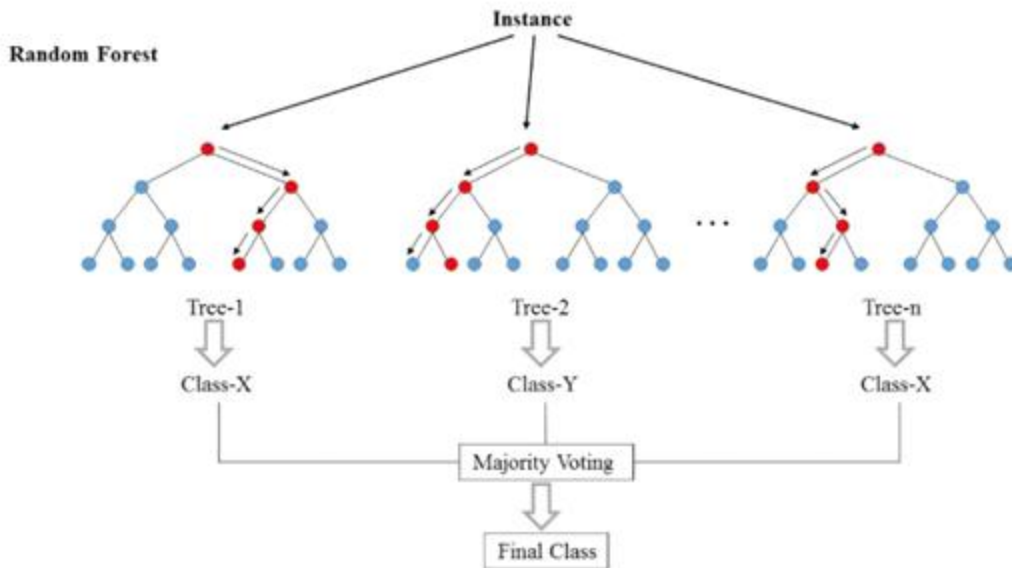 Instance
Random Forest
...
Tree-1
Tree-2
Tree-n
Class-X
Class-Y
Class-X
Majority Voting
Final Class